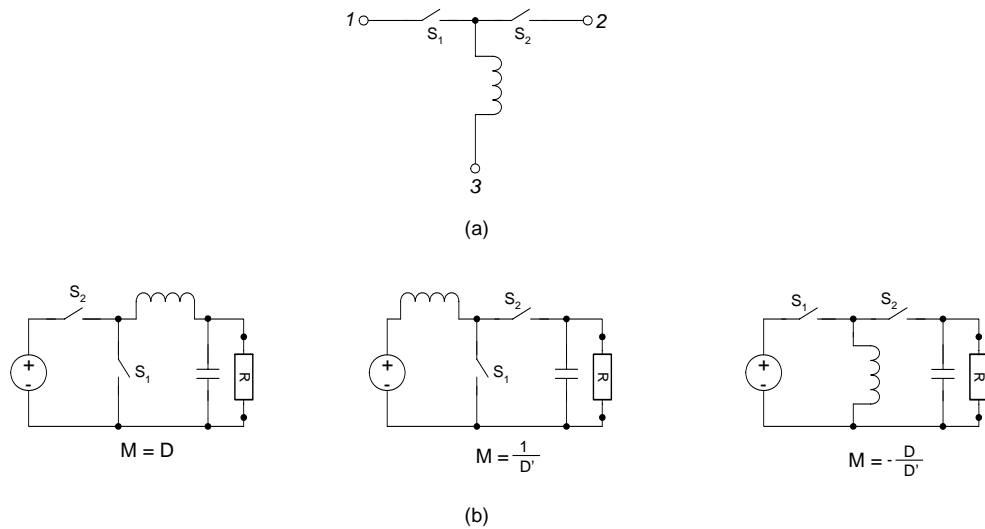 1
S₁
S₂
2
3
(a)
S₂
S₁
+
-
R
M = D
S₂
S₁
+
-
R
M = 1/D'
S₁
S₂
+
-
R
M = - D/D'
(b)